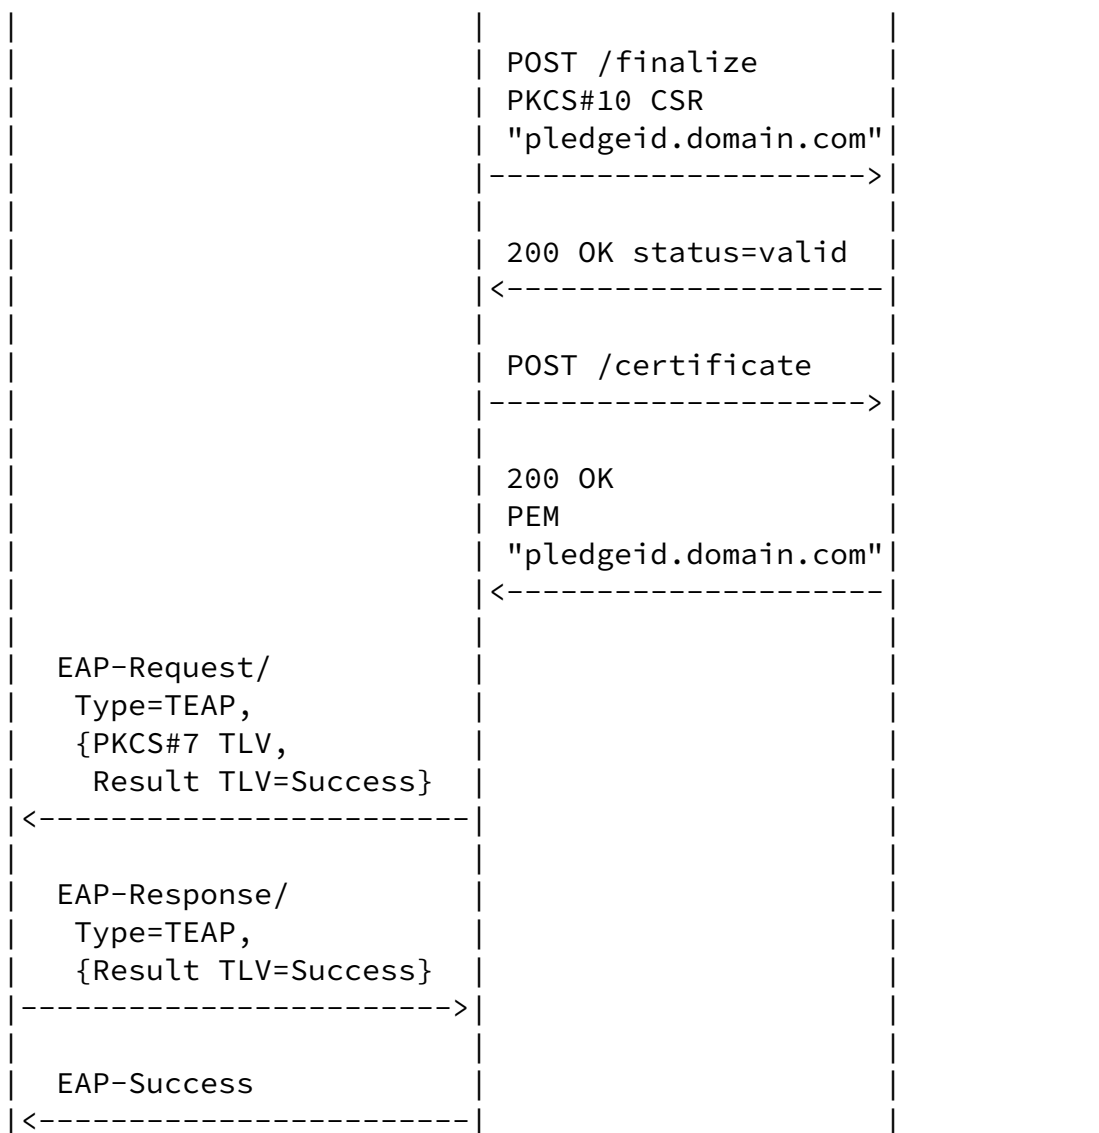 POST /finalize
PKCS#10 CSR
"pledgeid.domain.com"
--------------------->
200 OK status=valid
<---------------------
POST /certificate
--------------------->
200 OK
PEM
"pledgeid.domain.com"
<---------------------
EAP-Request/
Type=TEAP,
{PKCS#7 TLV,
Result TLV=Success}
<------------------------
EAP-Response/
Type=TEAP,
{Result TLV=Success}
------------------------>
EAP-Success
<------------------------